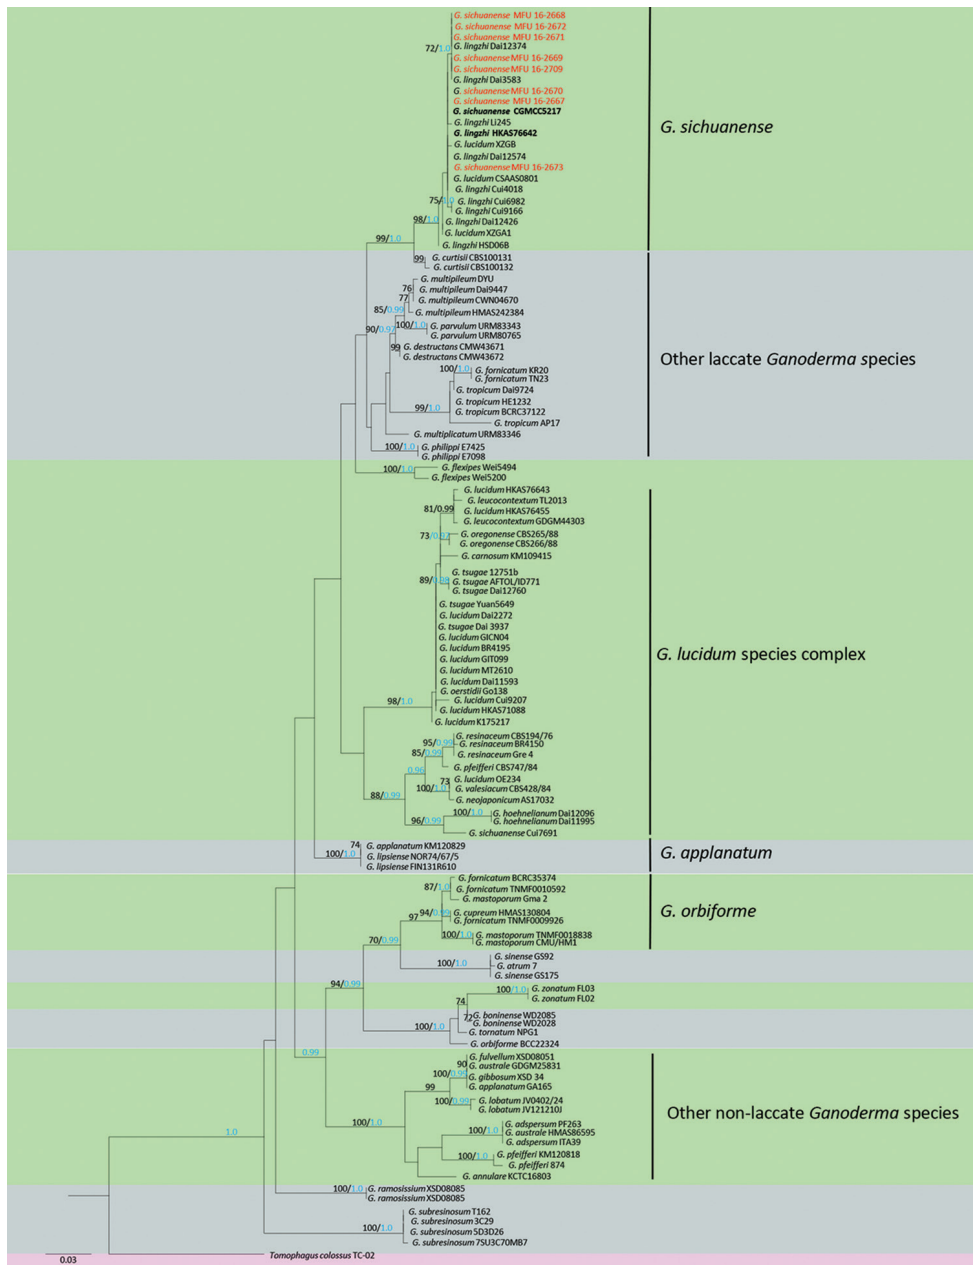 G. sichuanense MFU 16-2668
G. sichuanense MFU 16-2672
G. sichuanense MFU 16-2671
72/1.0
G. lingzhi Dai12374
G. sichuanense MFU 16-2669
G. sichuanense MFU 16-2709
G. lingzhi Dai3583
G. sichuanense MFU 16-2670
G. sichuanense MFU 16-2667
G. sichuanense CGMCC5217
G. lingzhi Li245
G. sichuanense
G. lingzhi HKAS76642
G. lucidum XZGB
G. lingzhi Dai12574
G. sichuanense MFU 16-2673
G. lucidum CSAAS0801
G. lingzhi Cui4018
75/1.0
G. lingzhi Cui6982
G. lingzhi Cui9166
98/1.0
G. lingzhi Dai12426
G. lucidum XZGA1
99/1.0
G. lingzhi HSD06B
99
G. curtisii CBS100131
G. curtisii CBS100132
G. multipileum DYU
76
G. multipileum Dai9447
77
G. multipileum CWN04670
85/0.99
G. multipileum HMAS242384
90/0.97
100/1.0
G. parvulum URM83343
G. parvulum URM80765
99
G. destructans CMW43671
G. destructans CMW43672
Other laccate Ganoderma species
100/1.0
G. fornicatum KR20
G. fornicatum TN23
G. tropicum Dai9724
G. tropicum HE1232
99/1.0
G. tropicum BCRC37122
G. tropicum AP17
G. multiplicatum URM83346
100/1.0
G. philippi E7425
G. philippi E7098
100/1.0
G. flexipes Wei5494
G. flexipes Wei5200
G. lucidum HKAS76643
G. leucocontextum TL2013
81/0.99
G. lucidum HKAS76455
G. leucocontextum GDGM44303
73/0.97
G. oregonense CBS265/88
G. oregonense CBS266/88
G. carnosum KM109415
G. tsugae 12751b
89/0.98
G. tsugae AFTOL/ID771
G. tsugae Dai12760
G. tsugae Yuan5649
G. lucidum Dai2272
G. tsugae Dai 3937
G. lucidum GICN04
G. lucidum BR4195
G. lucidum species complex
G. lucidum GIT099
G. lucidum MT2610
G. lucidum Dai11593
G. oerstidii Go138
98/1.0
G. lucidum Cui9207
G. lucidum HKAS71088
G. lucidum K175217
G. resinaceum CBS194/76
95/0.99
G. resinaceum BR4150
85/0.99
G. resinaceum Gre 4
G. pfeifferi CBS747/84
0.96
73
G. lucidum OE234
100/1.0
G. valesiacum CBS428/84
88/0.99
G. neojaponicum AS17032
100/1.0
G. hoehnelianum Dai12096
G. hoehnelianum Dai11995
96/0.99
G. sichuanense Cui7691
74
G. applanatum KM120829
100/1.0
G. lipsiense NOR74/67/5
G. lipsiense FIN131R610
G. applanatum
G. fornicatum BCRC35374
87/1.0
G. fornicatum TNMF0010592
G. mastoporum Gma 2
94/0.99
G. cupreum HMAS130804
97
G. fornicatum TNMF0009926
G. orbiforme
100/1.0
G. mastoporum TNMF0018838
G. mastoporum CMU/HM1
70/0.99
G. sinense GS92
100/1.0
G. atrum 7
G. sinense GS175
94/0.99
100/1.0
G. zonatum FL03
G. zonatum FL02
74
72
G. boninense WD2085
G. boninense WD2028
100/1.0
G. tornatum NPG1
G. orbiforme BCC22324
0.99
G. fulvellum XSD08051
90
G. australe GDGM25831
100/0.99
G. gibbosum XSD 34
99
G. applanatum GA165
100/0.99
G. lobatum JV0402/24
G. lobatum JV121210J
Other non-laccate Ganoderma species
100/1.0
G. adspersum PF263
100/1.0
G. australe HMAS86595
G. adspersum ITA39
100/1.0
G. pfeifferi KM120818
G. pfeifferi 874
G. annulare KCTC16803
1.0
100/1.0
G. ramosissium XSD08085
G. ramosissium XSD08085
G. subresinosum T162
G. subresinosum 3C29
100/1.0
G. subresinosum 5D3D26
G. subresinosum 7SU3C70MB7
Tomophagus colossus TC-02
0.03